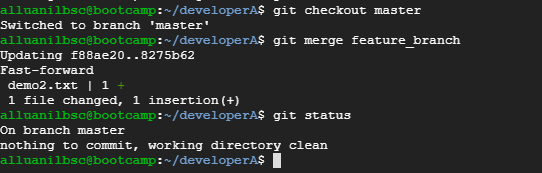 alluanilbsc@bootcamp:~/developerA$ git checkout master
Switched to branch 'master'
alluanilbsc@bootcamp:~/developerA$ git merge feature_branch
Updating f88ae20..8275b62
Fast-forward
 demo2.txt | 1 +
 1 file changed, 1 insertion(+)
alluanilbsc@bootcamp:~/developerA$ git status
On branch master
nothing to commit, working directory clean
alluanilbsc@bootcamp:~/developerA$